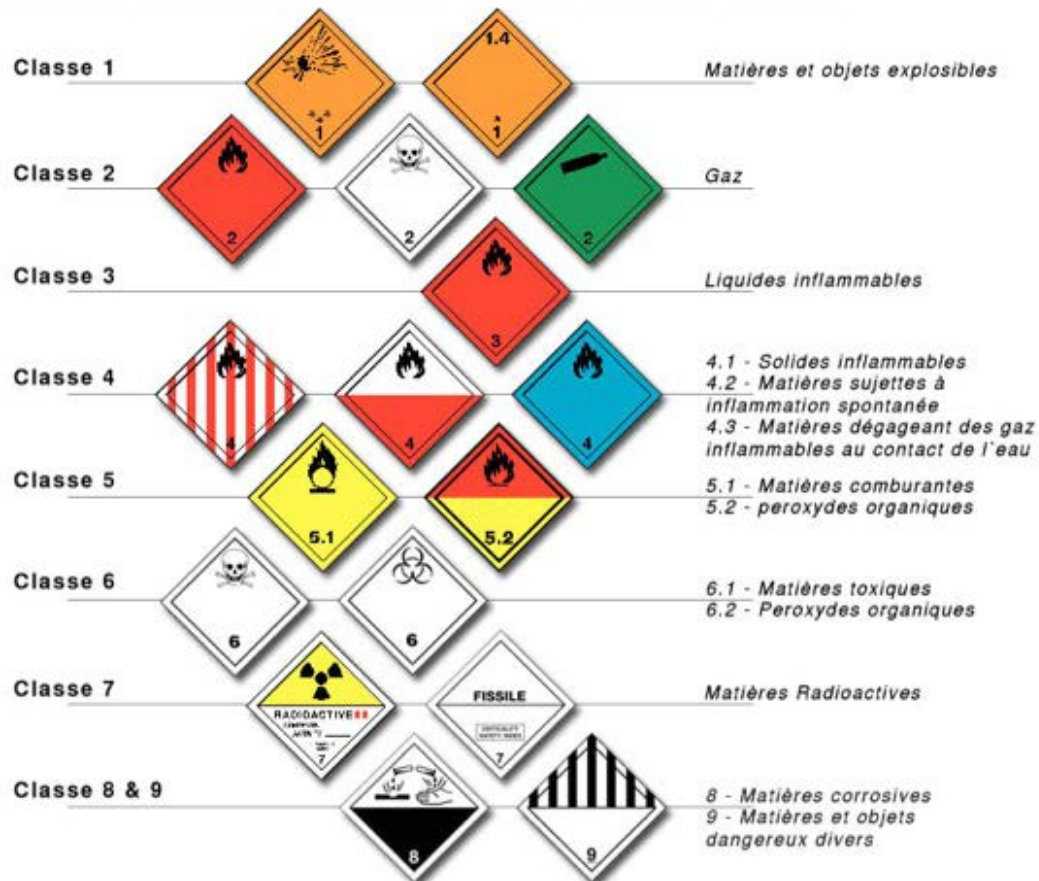 Classe 1
1
1.4
1
Matières et objets explosibles
Classe 2
2
2
2
Gaz
Classe 3
3
Liquides inflammables
Classe 4
4
4
4
4.1 - Solides inflammables
4.2 - Matières sujettes à
inflammation spontanée
4.3 - Matières dégageant des gaz
inflammables au contact de l`eau
Classe 5
5.1
5.2
5.1 - Matières comburantes
5.2 - peroxydes organiques
Classe 6
6
6
6.1 - Matières toxiques
6.2 - Peroxydes organiques
Classe 7
RADIOACTIVE
7
FISSILE
CRITICALITY
SAFETY INDEX
7
Matières Radioactives
Classe 8 & 9
8
9
8 - Matières corrosives
9 - Matières et objets
dangereux divers